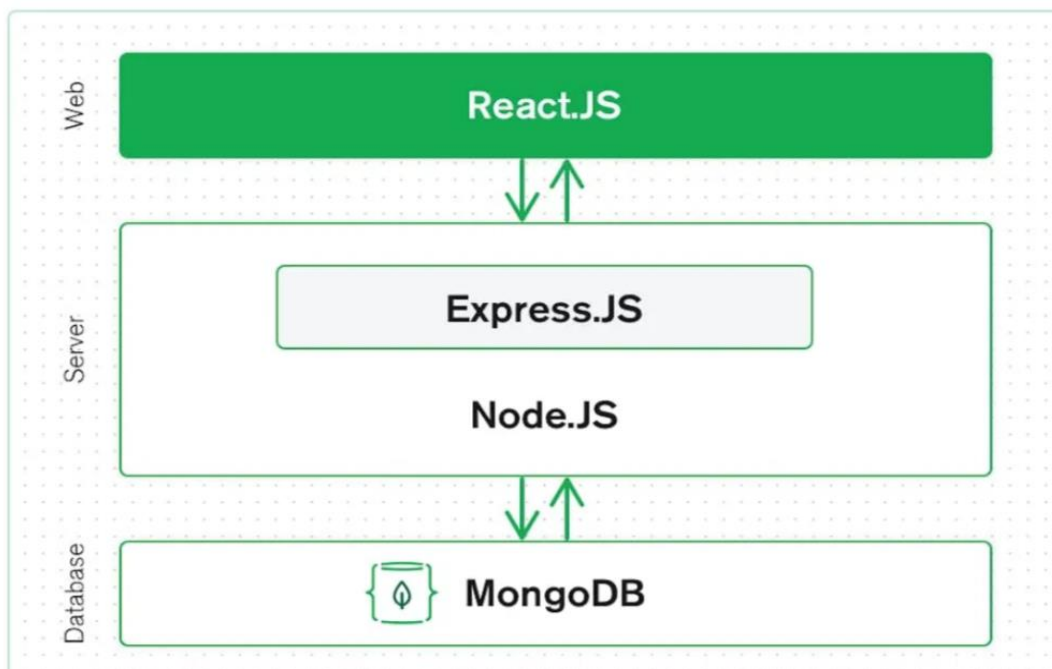 Web
React.JS
Server
Express.JS
Node.JS
Database
MongoDB